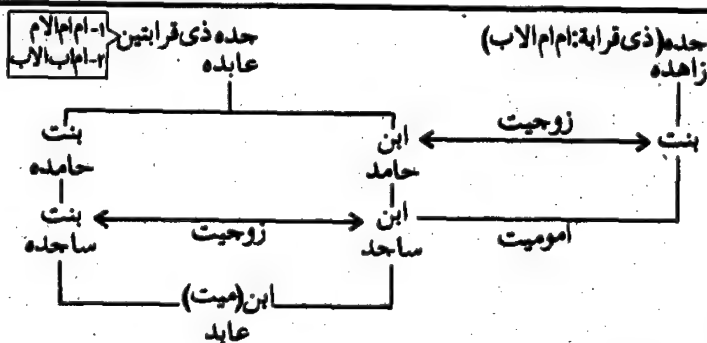 جده (ذی قرابة: ام ام الاب)
زاهده
جده ذی قرابتین
عابده
۱- ام ام الام
۲- ام اب الاب
بنت
زوجیت
ابن
حامد
بنت
حامده
امومیت
ابن
ساجد
زوجیت
بنت
ساجده
ابن (میت)
عابد